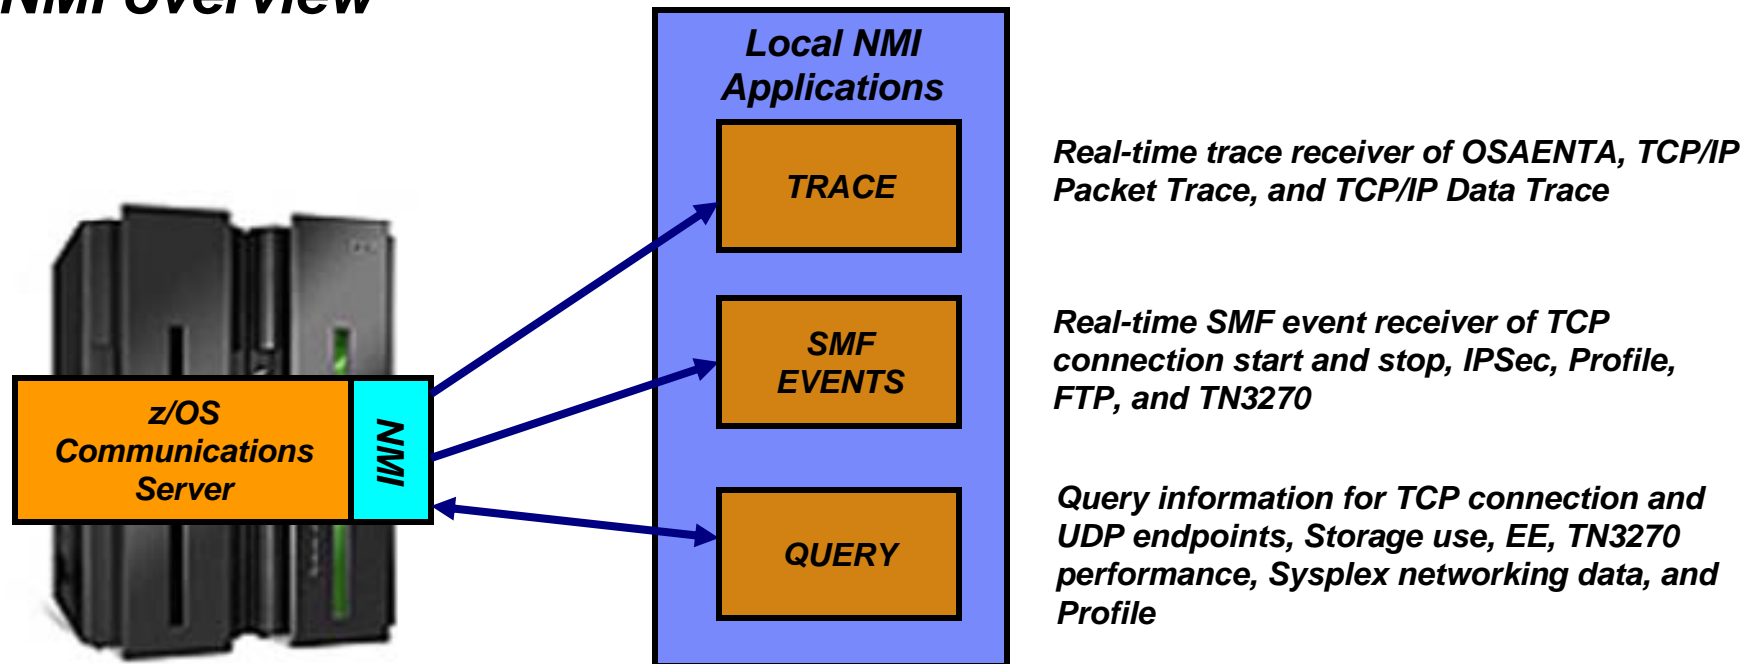 NMI overview
Local NMI
Applications
TRACE
Real-time trace receiver of OSAENTA, TCP/IP
Packet Trace, and TCP/IP Data Trace
SMF
EVENTS
Real-time SMF event receiver of TCP
connection start and stop, IPSec, Profile,
FTP, and TN3270
z/OS
Communications
Server
NMI
QUERY
Query information for TCP connection and
UDP endpoints, Storage use, EE, TN3270
performance, Sysplex networking data, and
Profile